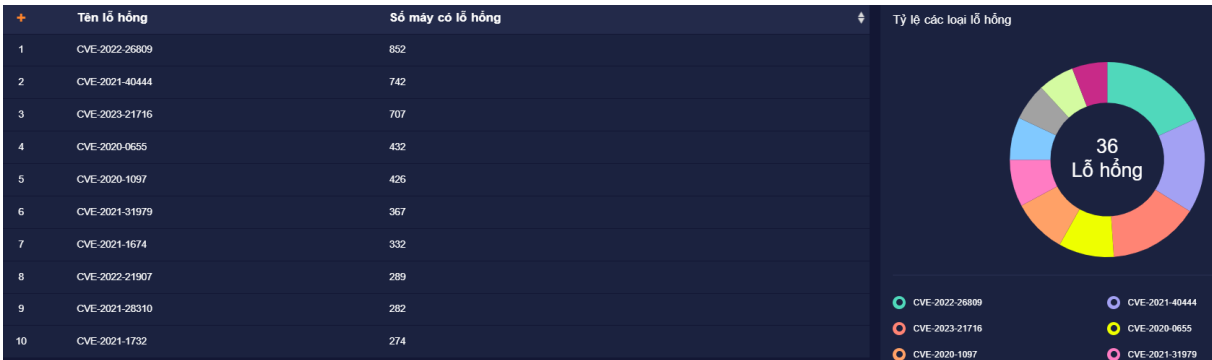 + Tên lỗ hổng Số máy có lỗ hổng
1 CVE-2022-26809 852
2 CVE-2021-40444 742
3 CVE-2023-21716 707
4 CVE-2020-0655 432
5 CVE-2020-1097 426
6 CVE-2021-31979 367
7 CVE-2021-1674 332
8 CVE-2022-21907 289
9 CVE-2021-28310 282
10 CVE-2021-1732 274
Tỷ lệ các loại lỗ hổng
36
Lỗ hổng
CVE-2022-26809 CVE-2021-40444
CVE-2023-21716 CVE-2020-0655
CVE-2020-1097 CVE-2021-31979